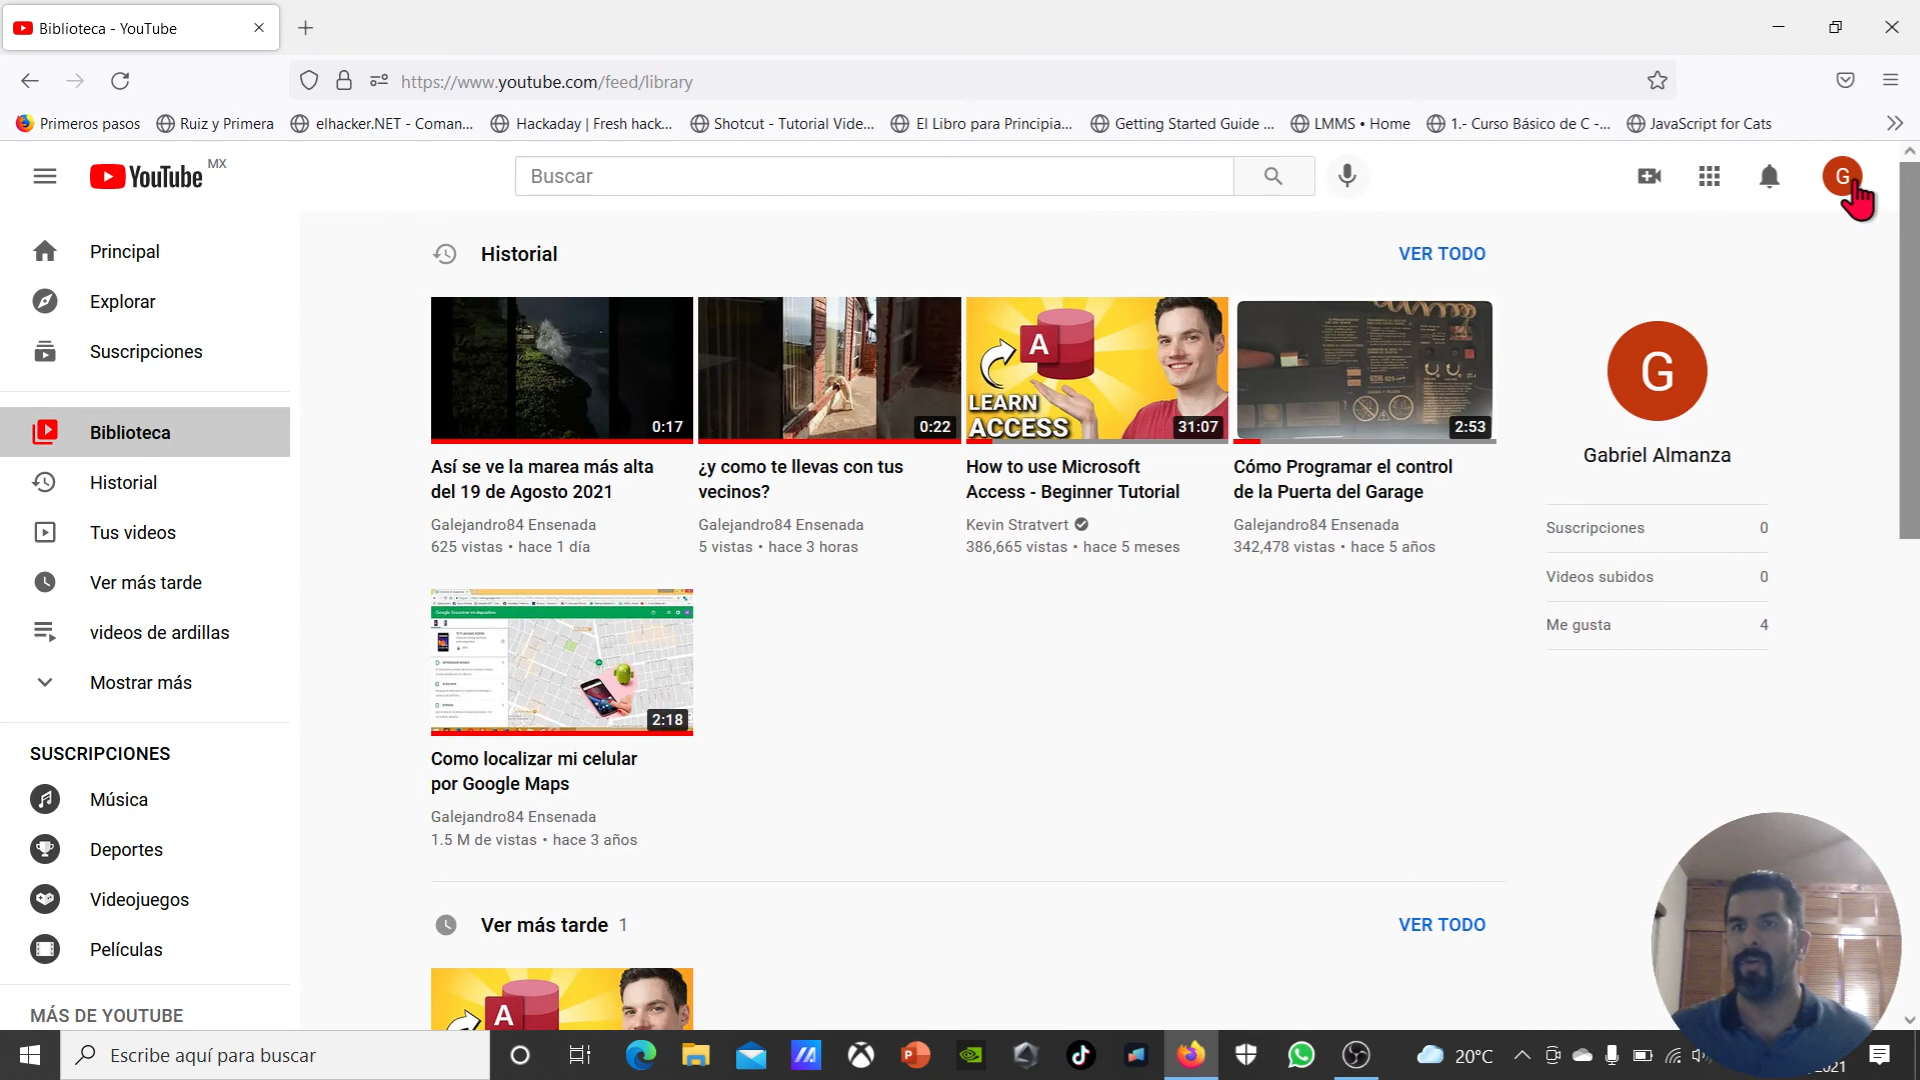 Biblioteca - YouTube
https://www.youtube.com/feed/library
Primeros pasos
Ruiz y Primera
elhacker.NET - Coman...
Hackaday | Fresh hack...
Shotcut - Tutorial Vide...
El Libro para Principia...
Getting Started Guide ...
LMMS • Home
1.- Curso Básico de C -...
JavaScript for Cats
YouTube MX
Buscar
G
Principal
Explorar
Suscripciones
Biblioteca
Historial
Tus videos
Ver más tarde
videos de ardillas
Mostrar más
SUSCRIPCIONES
Música
Deportes
Videojuegos
Películas
MÁS DE YOUTUBE
Historial
VER TODO
0:17
Así se ve la marea más alta
del 19 de Agosto 2021
Galejandro84 Ensenada
625 vistas • hace 1 día
0:22
¿y como te llevas con tus
vecinos?
Galejandro84 Ensenada
5 vistas • hace 3 horas
A
LEARN
ACCESS
31:07
How to use Microsoft
Access - Beginner Tutorial
Kevin Stratvert
386,665 vistas • hace 5 meses
2:53
Cómo Programar el control
de la Puerta del Garage
Galejandro84 Ensenada
342,478 vistas • hace 5 años
2:18
Como localizar mi celular
por Google Maps
Galejandro84 Ensenada
1.5 M de vistas • hace 3 años
Ver más tarde 1
VER TODO
A
G
Gabriel Almanza
Suscripciones 0
Videos subidos 0
Me gusta 4
Escribe aquí para buscar
20°C